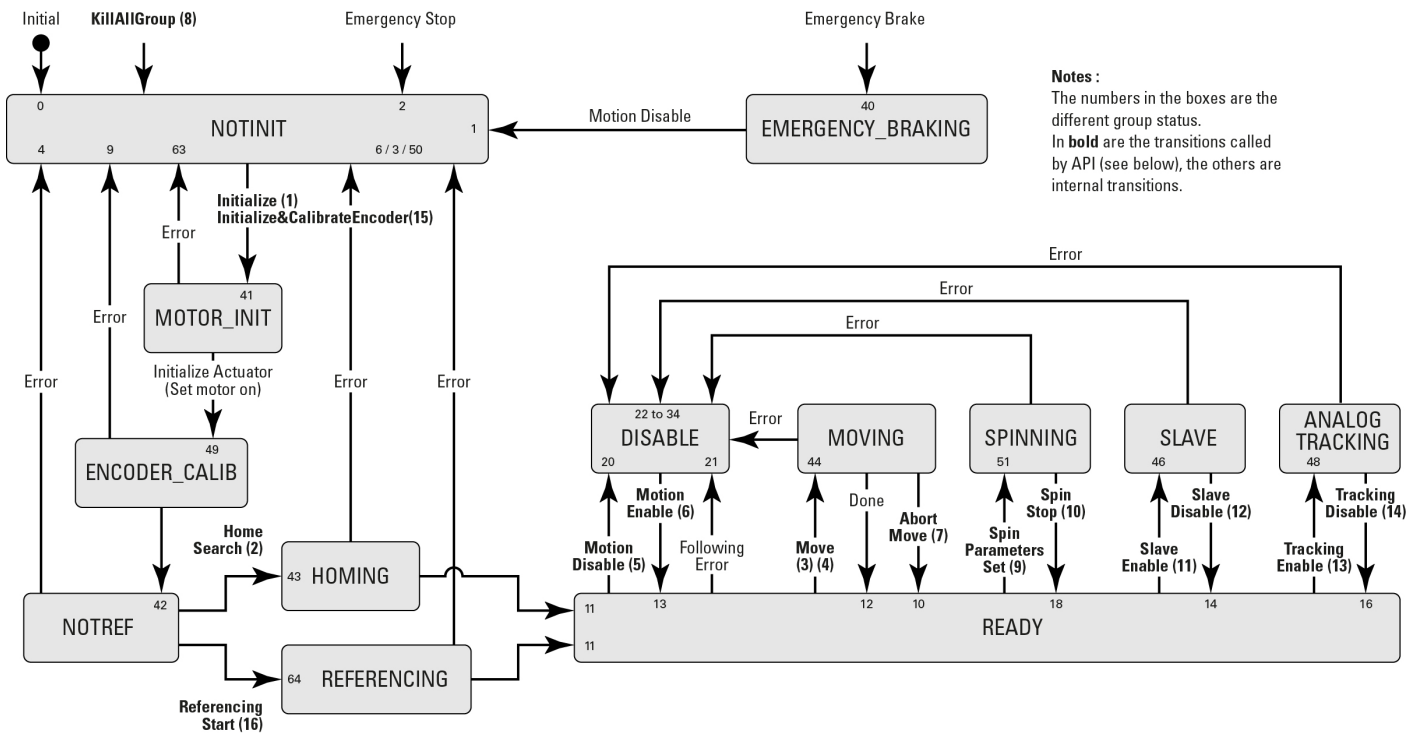 Initial
KillAllGroup (8)
Emergency Stop
Emergency Brake
Notes :
The numbers in the boxes are the
different group status.
In bold are the transitions called
by API (see below), the others are
internal transitions.
0
2
NOTINIT
1
4
9
63
6 / 3 / 50
Motion Disable
40
EMERGENCY_BRAKING
Initialize (1)
Initialize&CalibrateEncoder(15)
Error
41
MOTOR_INIT
Error
Initialize Actuator
(Set motor on)
Error
Error
Error
49
ENCODER_CALIB
Error
Error
Error
22 to 34
DISABLE
20
21
Error
MOVING
44
SPINNING
51
SLAVE
46
ANALOG
TRACKING
48
Motion
Disable (5)
Motion
Enable (6)
Following
Error
Move
(3) (4)
Done
Abort
Move (7)
Spin
Parameters
Set (9)
Spin
Stop (10)
Slave
Enable (11)
Slave
Disable (12)
Tracking
Enable (13)
Tracking
Disable (14)
Home
Search (2)
43
HOMING
42
NOTREF
64
REFERENCING
Referencing
Start (16)
11
13
12
10
18
14
16
READY
11